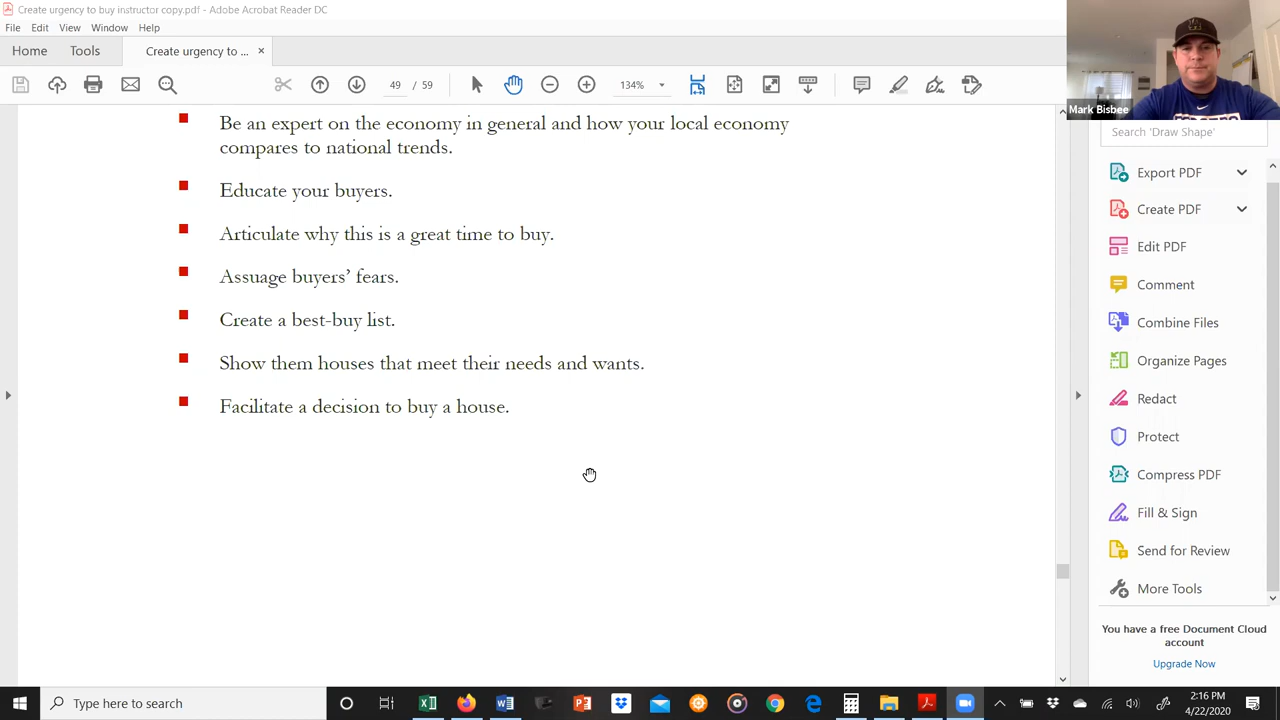 Create urgency to buy instructor copy.pdf - Adobe Acrobat Reader DC
File Edit View Window Help
Home Tools Create urgency to ... ×
49 / 59 134%
Mark Bisbee
Be an expert on the economy in general and how your local economy
compares to national trends.
Educate your buyers.
Articulate why this is a great time to buy.
Assuage buyers' fears.
Create a best-buy list.
Show them houses that meet their needs and wants.
Facilitate a decision to buy a house.
Search 'Draw Shape'
Export PDF
Create PDF
Edit PDF
Comment
Combine Files
Organize Pages
Redact
Protect
Compress PDF
Fill & Sign
Send for Review
More Tools
You have a free Document Cloud
account
Upgrade Now
Type here to search
2:16 PM
4/22/2020